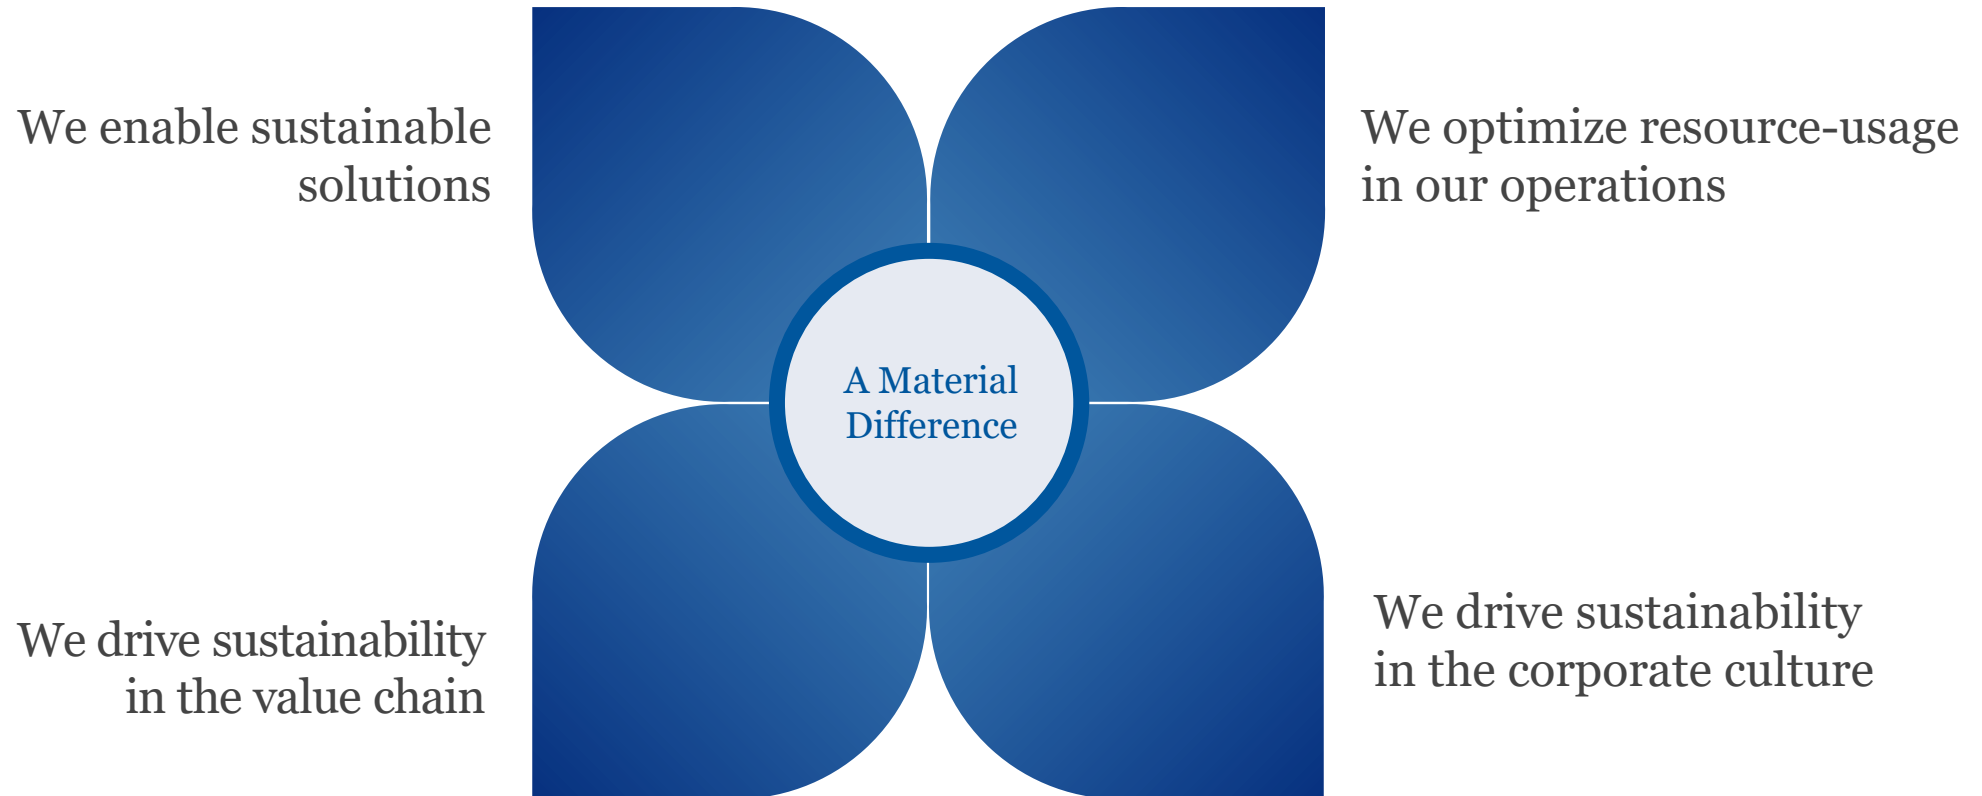 We enable sustainable
solutions
We optimize resource-usage
in our operations
A Material
Difference
We drive sustainability
in the value chain
We drive sustainability
in the corporate culture